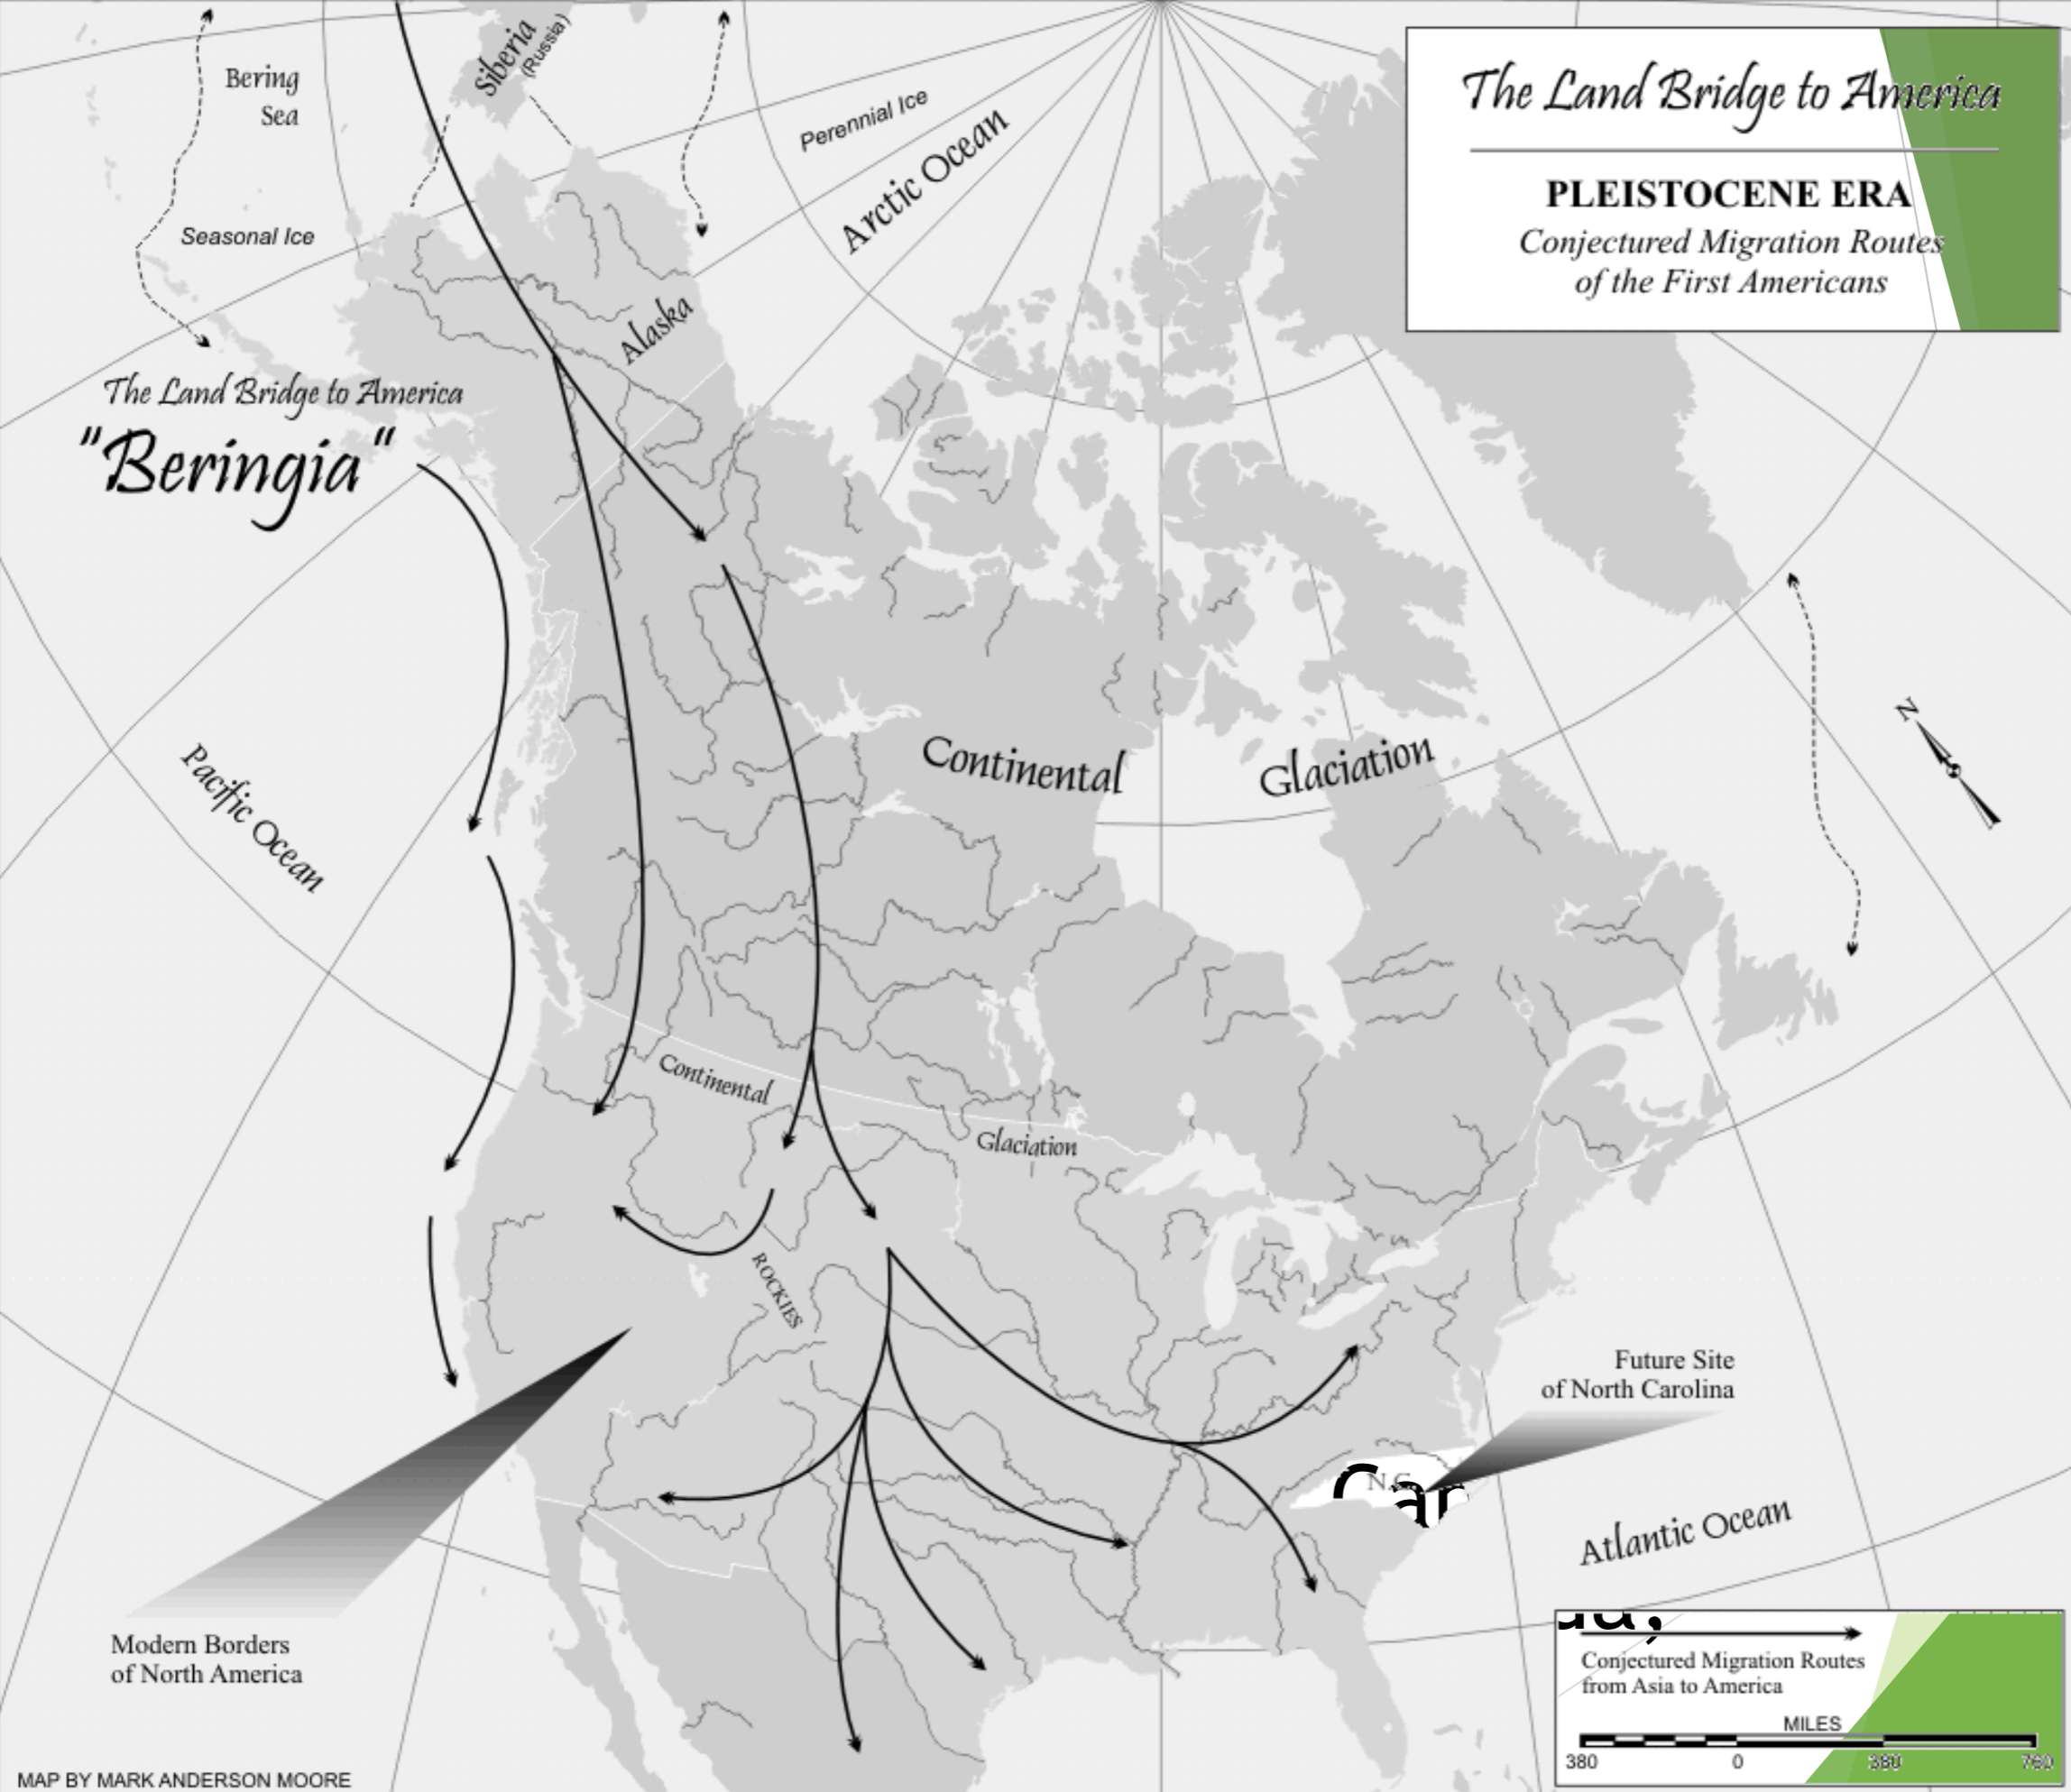 The Land Bridge to America
PLEISTOCENE ERA
Conjectured Migration Routes
of the First Americans
Siberia
(Russia)
Bering
Sea
Seasonal Ice
Perennial Ice
Arctic Ocean
Alaska
The Land Bridge to America
"Beringia"
Pacific Ocean
Continental Glaciation
N
Continental
Glaciation
ROCKIES
Future Site
of North Carolina
N.C.
Car
Atlantic Ocean
Modern Borders
of North America
Conjectured Migration Routes
from Asia to America
MILES
380 0 380 760
MAP BY MARK ANDERSON MOORE